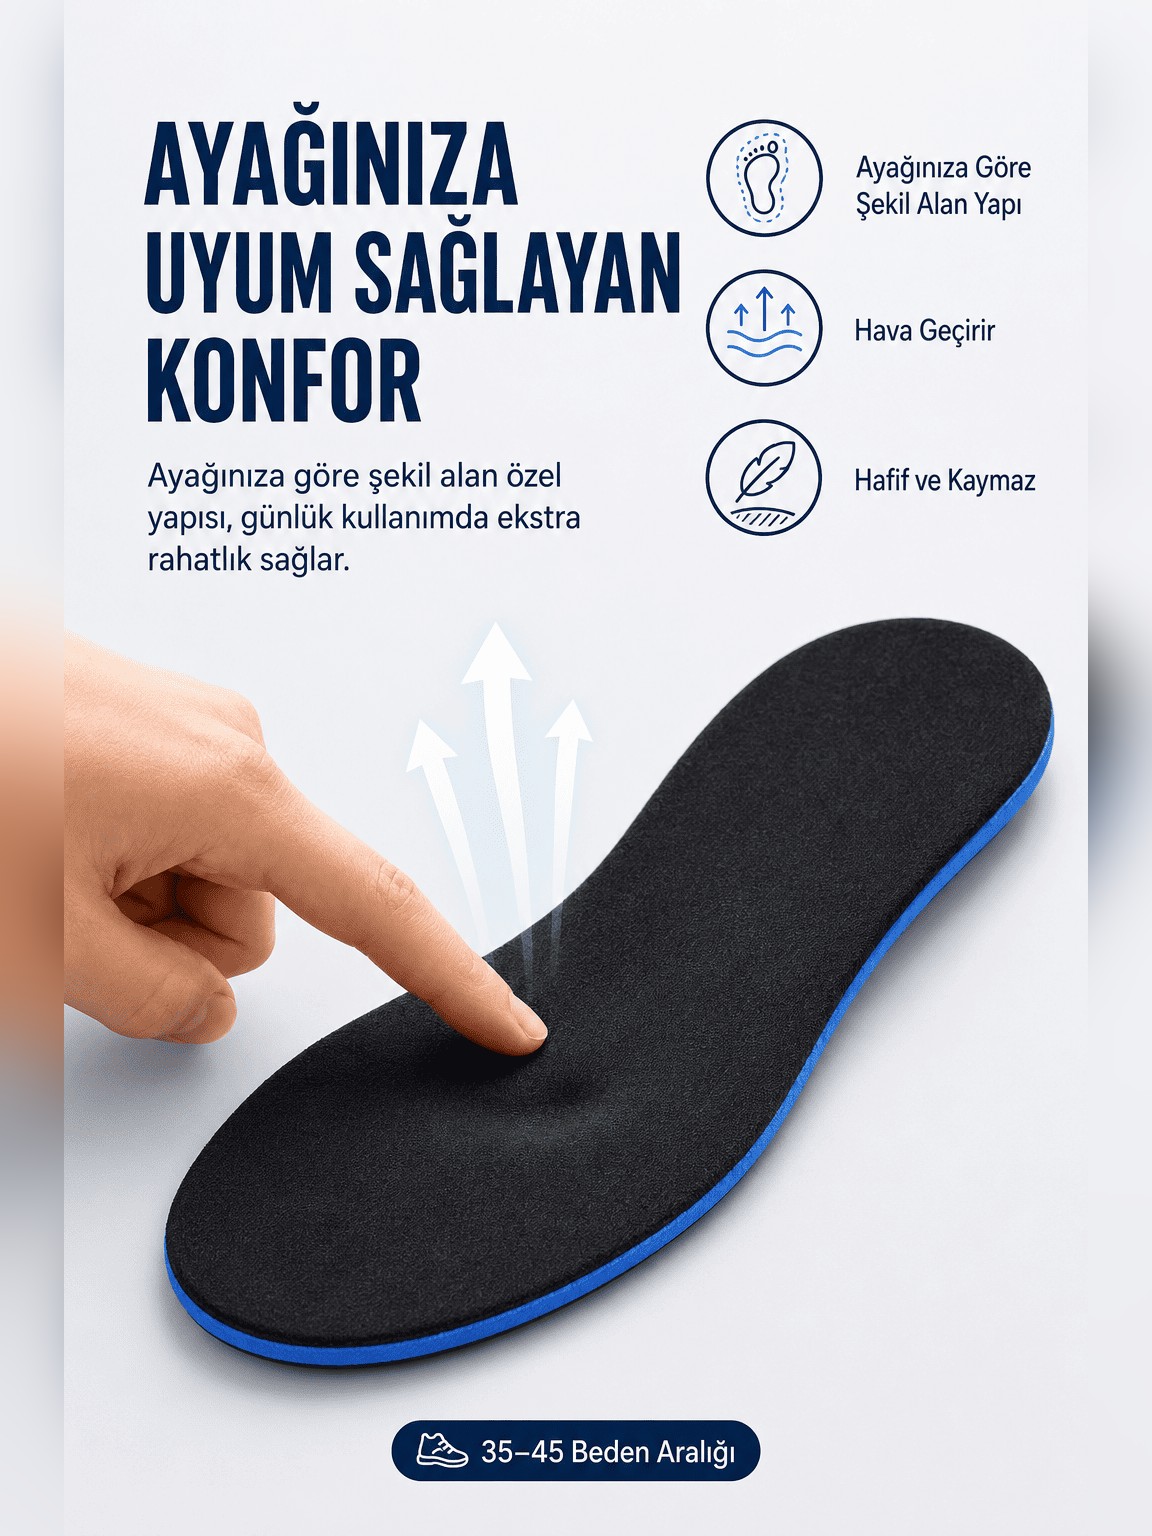 AYAĞINIZA
UYUM SAĞLAYAN
KONFOR
Ayağınıza göre şekil alan özel
yapısı, günlük kullanımda ekstra
rahatlık sağlar.
Ayağınıza Göre
Şekil Alan Yapı
Hava Geçirir
Hafif ve Kaymaz
35–45 Beden Aralığı